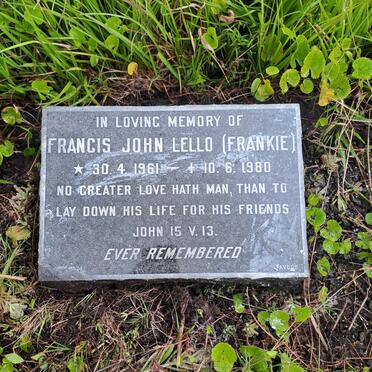 IN LOVING MEMORY OF
FRANCIS JOHN LELLO (FRANKIE)
★ 30.4.1961 — + 10.6.1980
NO GREATER LOVE HATH MAN, THAN TO
LAY DOWN HIS LIFE FOR HIS FRIENDS
JOHN 15 V. 13.
EVER REMEMBERED